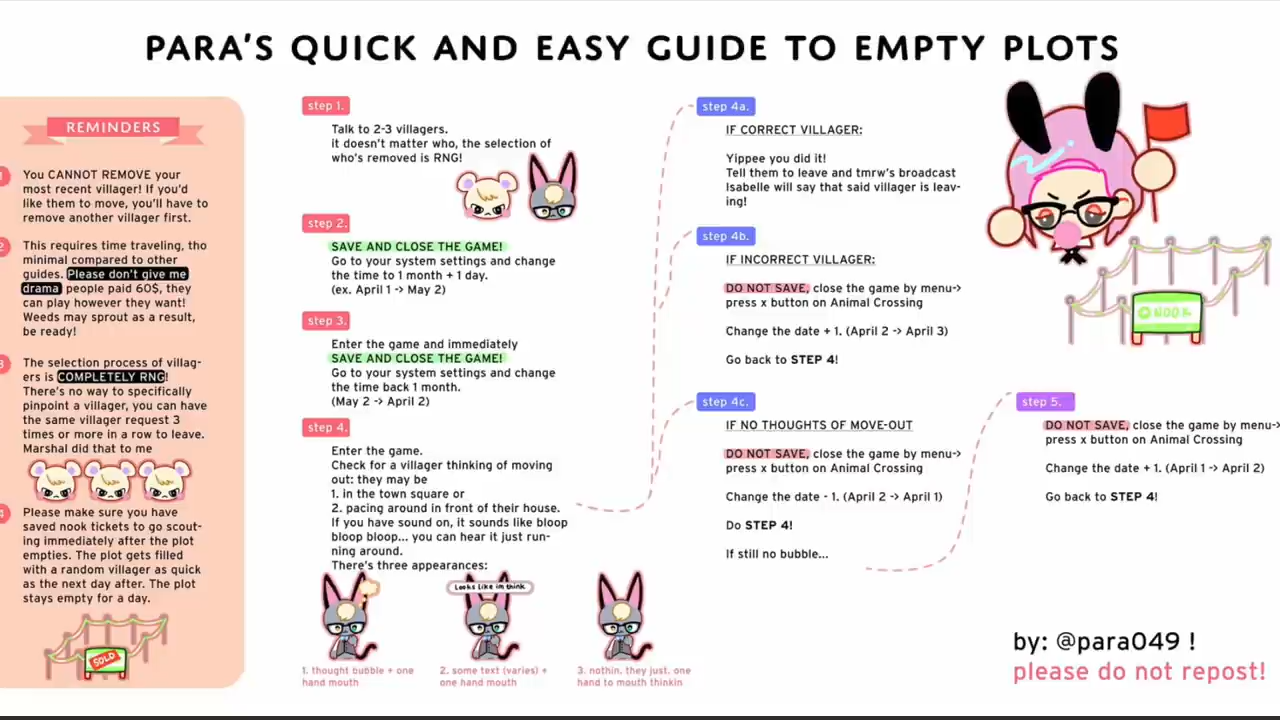 PARA'S QUICK AND EASY GUIDE TO EMPTY PLOTS
REMINDERS
You CANNOT REMOVE your
most recent villager! If you'd
like them to move, you'll have to
remove another villager first.
2
This requires time traveling, tho
minimal compared to other
guides. Please don't give me
drama people paid 60$, they
can play however they want!
Weeds may sprout as a result,
be ready!
3
The selection process of villag-
ers is COMPLETELY RNG!
There's no way to specifically
pinpoint a villager, you can have
the same villager request 3
times or more in a row to leave.
Marshal did that to me
4
Please make sure you have
saved nook tickets to go scout-
ing immediately after the plot
empties. The plot gets filled
with a random villager as quick
as the next day after. The plot
stays empty for a day.
SOLD
step 1.
Talk to 2-3 villagers.
it doesn't matter who, the selection of
who's removed is RNG!
step 2.
SAVE AND CLOSE THE GAME!
Go to your system settings and change
the time to 1 month + 1 day.
(ex. April 1 -> May 2)
step 3.
Enter the game and immediately
SAVE AND CLOSE THE GAME!
Go to your system settings and change
the time back 1 month.
(May 2 -> April 2)
step 4.
Enter the game.
Check for a villager thinking of moving
out: they may be
1. in the town square or
2. pacing around in front of their house.
If you have sound on, it sounds like bloop
bloop bloop... you can hear it just run-
ning around.
There's three appearances:
Looks like im think
1. thought bubble + one
hand mouth
2. some text (varies) +
one hand mouth
3. nothin. they just. one
hand to mouth thinkin
step 4a.
IF CORRECT VILLAGER:
Yippee you did it!
Tell them to leave and tmrw's broadcast
Isabelle will say that said villager is leav-
ing!
step 4b.
IF INCORRECT VILLAGER:
DO NOT SAVE, close the game by menu->
press x button on Animal Crossing
Change the date + 1. (April 2 -> April 3)
Go back to STEP 4!
step 4c.
IF NO THOUGHTS OF MOVE-OUT
DO NOT SAVE, close the game by menu->
press x button on Animal Crossing
Change the date - 1. (April 2 -> April 1)
Do STEP 4!
If still no bubble...
NOOK
step 5.
DO NOT SAVE, close the game by menu->
press x button on Animal Crossing
Change the date + 1. (April 1 -> April 2)
Go back to STEP 4!
by: @para049 !
please do not repost!